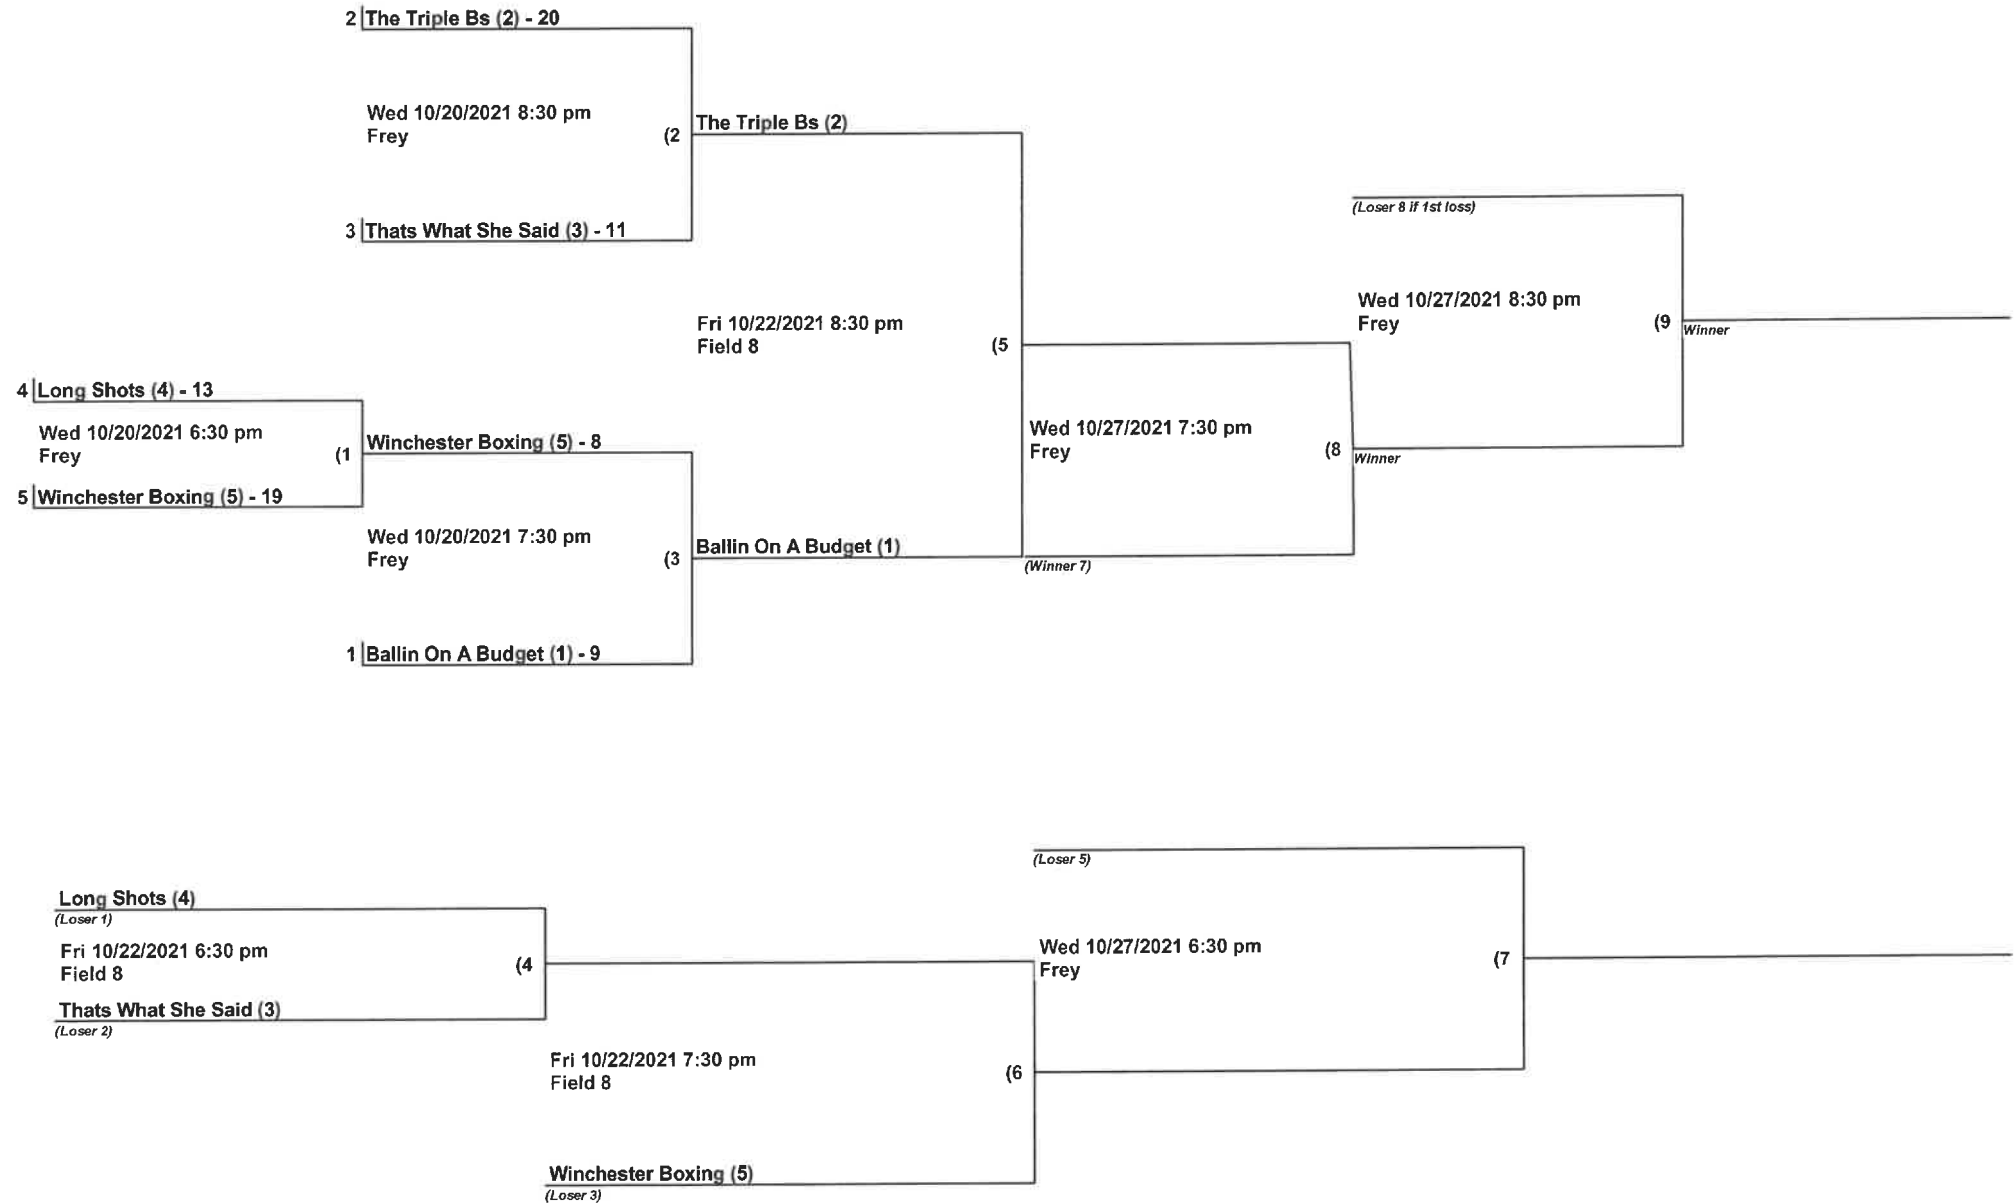 2 The Triple Bs (2) - 20
Wed 10/20/2021 8:30 pm
Frey
(2
The Triple Bs (2)
3 Thats What She Said (3) - 11
(Loser 8 if 1st loss)
Wed 10/27/2021 8:30 pm
Frey
(9
Winner
Fri 10/22/2021 8:30 pm
Field 8
(5
4 Long Shots (4) - 13
Wed 10/20/2021 6:30 pm
Frey
(1
5 Winchester Boxing (5) - 19
Winchester Boxing (5) - 8
Wed 10/20/2021 7:30 pm
Frey
(3
Ballin On A Budget (1)
1 Ballin On A Budget (1) - 9
Wed 10/27/2021 7:30 pm
Frey
(8
Winner
(Winner 7)
(Loser 5)
Long Shots (4)
(Loser 1)
Fri 10/22/2021 6:30 pm
Field 8
(4
Thats What She Said (3)
(Loser 2)
Wed 10/27/2021 6:30 pm
Frey
(7
Fri 10/22/2021 7:30 pm
Field 8
(6
Winchester Boxing (5)
(Loser 3)